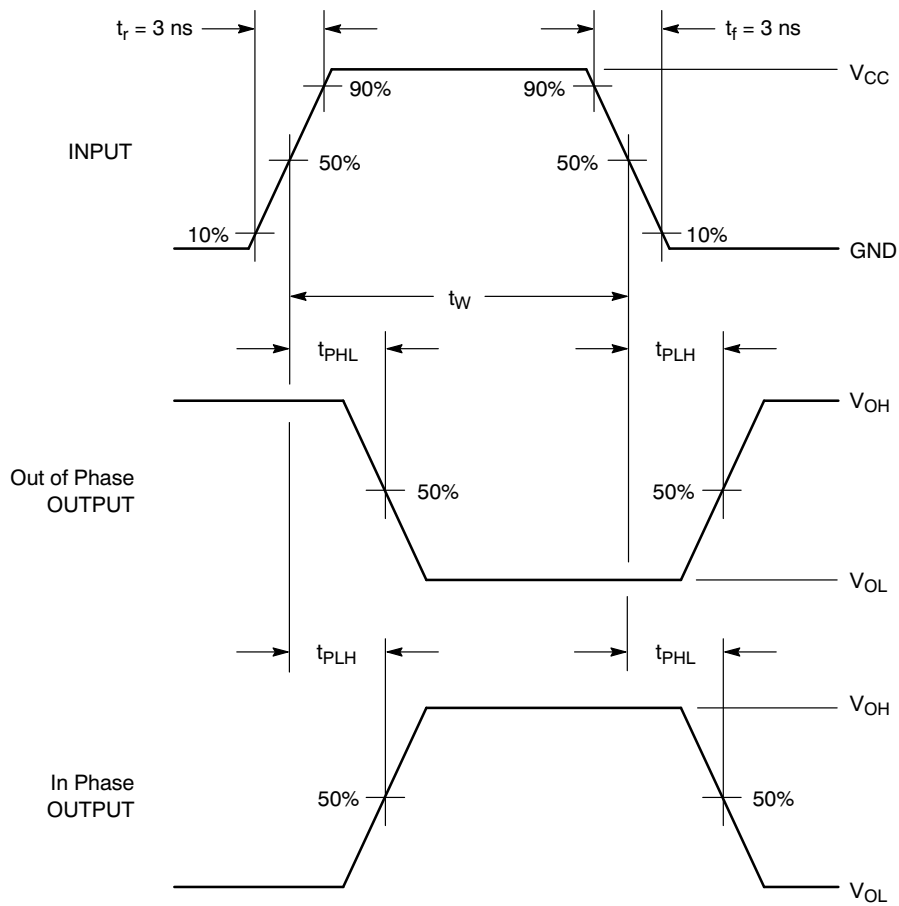 tr = 3 ns
tf = 3 ns
VCC
90%
90%
INPUT
50%
50%
10%
10%
GND
tW
tPHL
tPLH
VOH
Out of Phase
OUTPUT
50%
50%
VOL
tPLH
tPHL
VOH
In Phase
OUTPUT
50%
50%
VOL